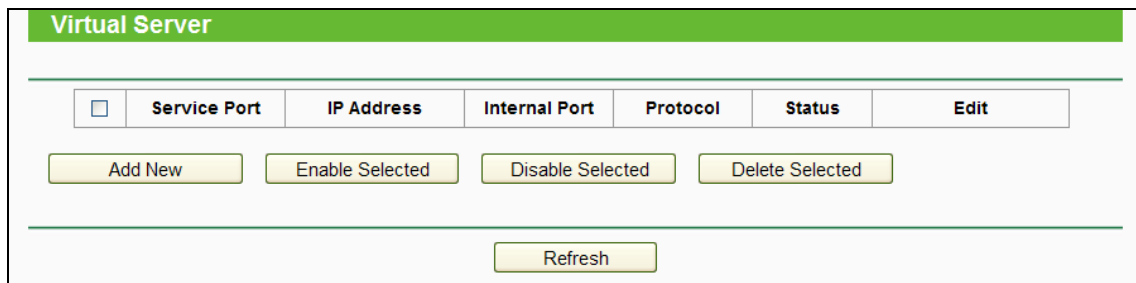 Virtual Server
Service Port IP Address Internal Port Protocol Status Edit
Add New Enable Selected Disable Selected Delete Selected
Refresh